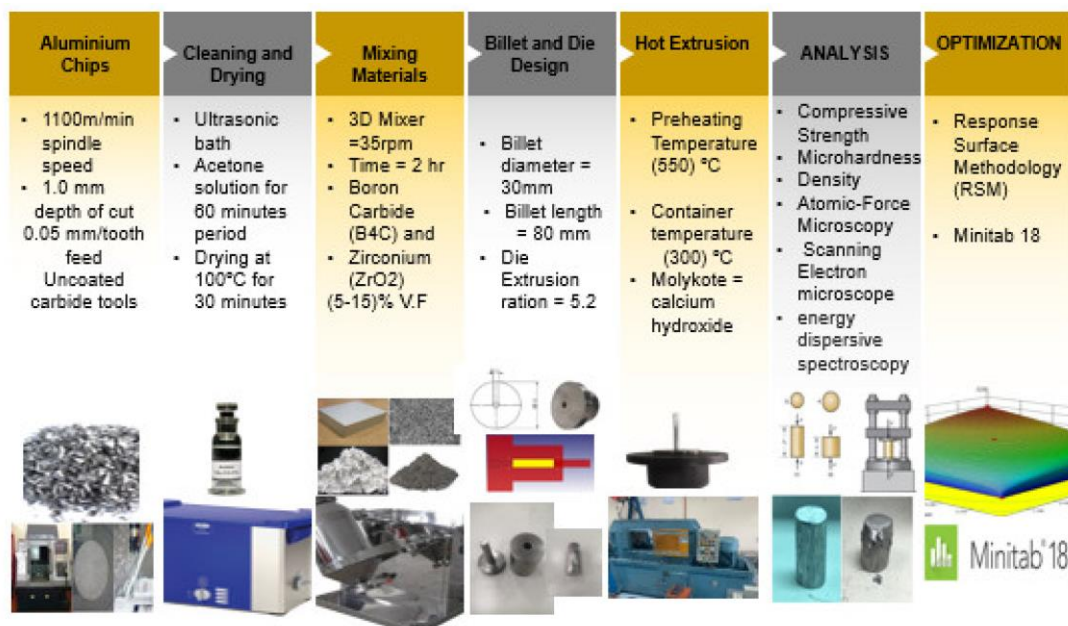 Aluminium
Chips
Cleaning and
Drying
Mixing
Materials
Billet and Die
Design
Hot Extrusion
ANALYSIS
OPTIMIZATION
▪ 1100m/min
spindle
speed
▪ 1.0 mm
depth of cut
0.05 mm/tooth
feed
Uncoated
carbide tools
▪ Ultrasonic
bath
▪ Acetone
solution for
60 minutes
period
▪ Drying at
100°C for
30 minutes
▪ 3D Mixer
=35rpm
▪ Time = 2 hr
▪ Boron
Carbide
(B4C) and
▪ Zirconium
(ZrO2)
(5-15)% V.F
▪ Billet
diameter =
30mm
▪ Billet length
= 80 mm
▪ Die
Extrusion
ration = 5.2
▪ Preheating
Temperature
(550) °C
▪ Container
temperature
(300) °C
▪ Molykote =
calcium
hydroxide
▪ Compressive
Strength
▪ Microhardness
▪ Density
▪ Atomic-Force
Microscopy
▪ Scanning
Electron
microscope
▪ energy
dispersive
spectroscopy
▪ Response
Surface
Methodology
(RSM)
▪ Minitab 18
Minitab 18